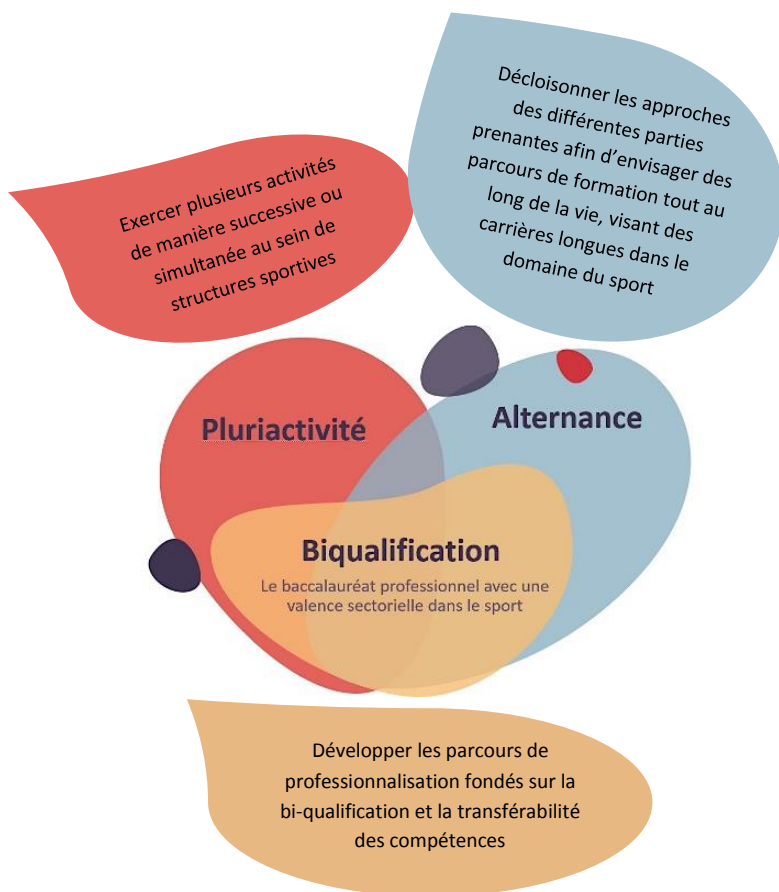 Décloisonner les approches
des différentes parties
prenantes afin d’envisager des
parcours de formation tout au
long de la vie, visant des
carrières longues dans le
domaine du sport
Exercer plusieurs activités
de manière successive ou
simultanée au sein de
structures sportives
Pluriactivité
Alternance
Biqualification
Le baccalauréat professionnel avec une
valence sectorielle dans le sport
Développer les parcours de
professionnalisation fondés sur la
bi-qualification et la transférabilité
des compétences